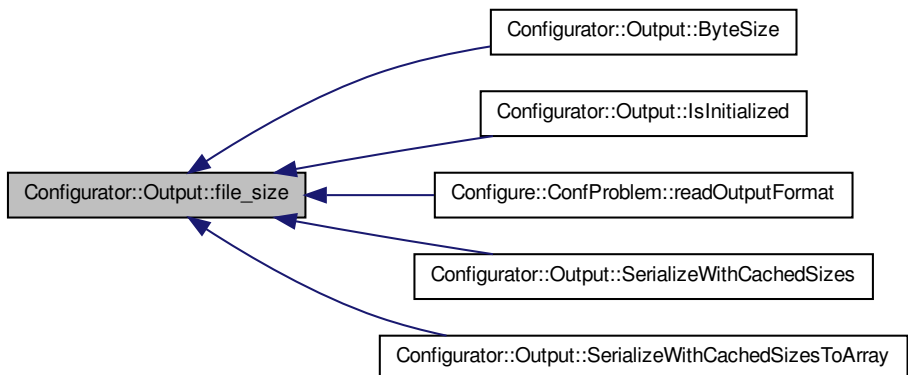 Configurator::Output::ByteSize
Configurator::Output::IsInitialized
Configurator::Output::file_size
Configure::ConfProblem::readOutputFormat
Configurator::Output::SerializeWithCachedSizes
Configurator::Output::SerializeWithCachedSizesToArray